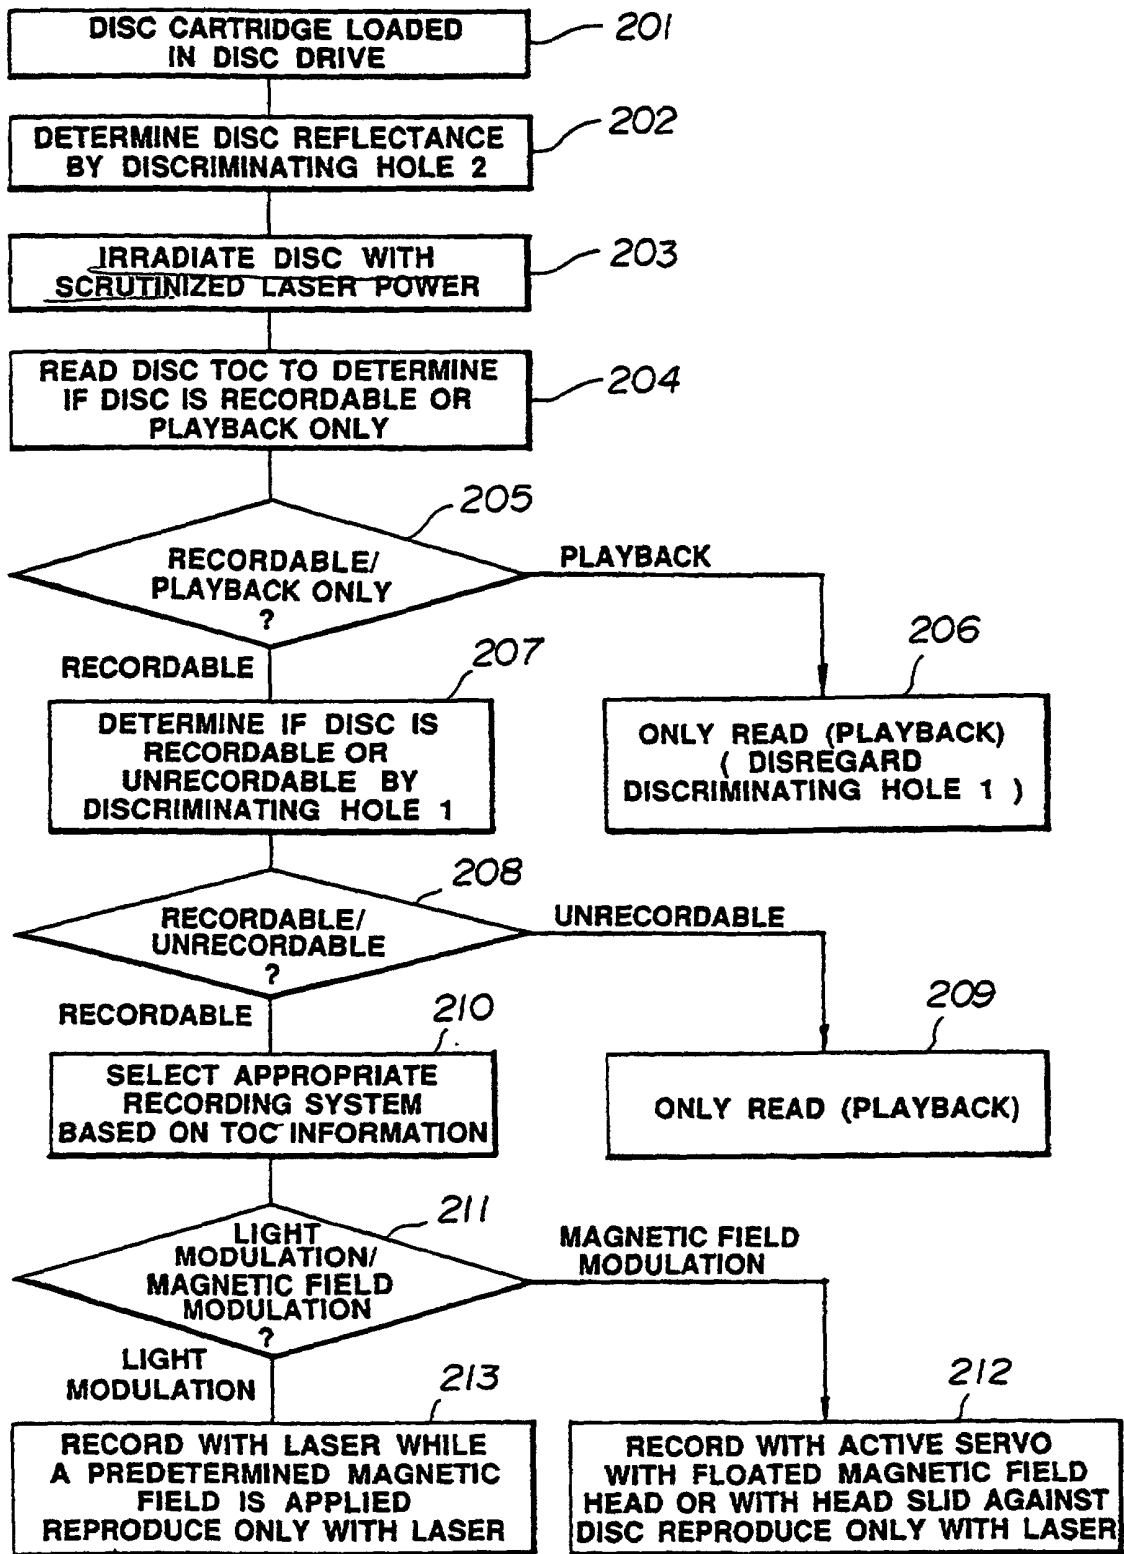 DISC CARTRIDGE LOADED
IN DISC DRIVE
201
DETERMINE DISC REFLECTANCE
BY DISCRIMINATING HOLE 2
202
IRRADIATE DISC WITH
SCRUTINIZED LASER POWER
203
READ DISC TOC TO DETERMINE
IF DISC IS RECORDABLE OR
PLAYBACK ONLY
204
205
RECORDABLE/
PLAYBACK ONLY
?
PLAYBACK
206
ONLY READ (PLAYBACK)
( DISREGARD
DISCRIMINATING HOLE 1 )
RECORDABLE
207
DETERMINE IF DISC IS
RECORDABLE OR
UNRECORDABLE BY
DISCRIMINATING HOLE 1
208
RECORDABLE/
UNRECORDABLE
?
UNRECORDABLE
209
ONLY READ (PLAYBACK)
RECORDABLE
210
SELECT APPROPRIATE
RECORDING SYSTEM
BASED ON TOC INFORMATION
211
LIGHT
MODULATION/
MAGNETIC FIELD
MODULATION
?
MAGNETIC FIELD
MODULATION
LIGHT
MODULATION
213
RECORD WITH LASER WHILE
A PREDETERMINED MAGNETIC
FIELD IS APPLIED
REPRODUCE ONLY WITH LASER
212
RECORD WITH ACTIVE SERVO
WITH FLOATED MAGNETIC FIELD
HEAD OR WITH HEAD SLID AGAINST
DISC REPRODUCE ONLY WITH LASER